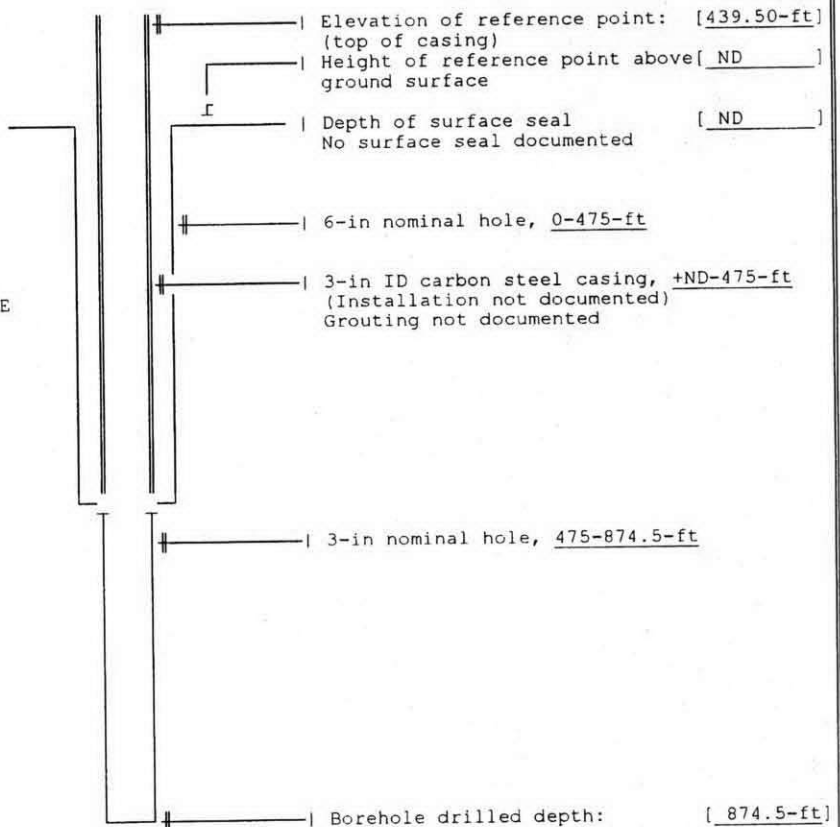 Elevation of reference point: [439.50-ft]
(top of casing)
Height of reference point above[ ND ]
ground surface
Depth of surface seal [ ND ]
No surface seal documented
6-in nominal hole, 0-475-ft
3-in ID carbon steel casing, +ND-475-ft
(Installation not documented)
Grouting not documented
E
3-in nominal hole, 475-874.5-ft
Borehole drilled depth: [ 874.5-ft]